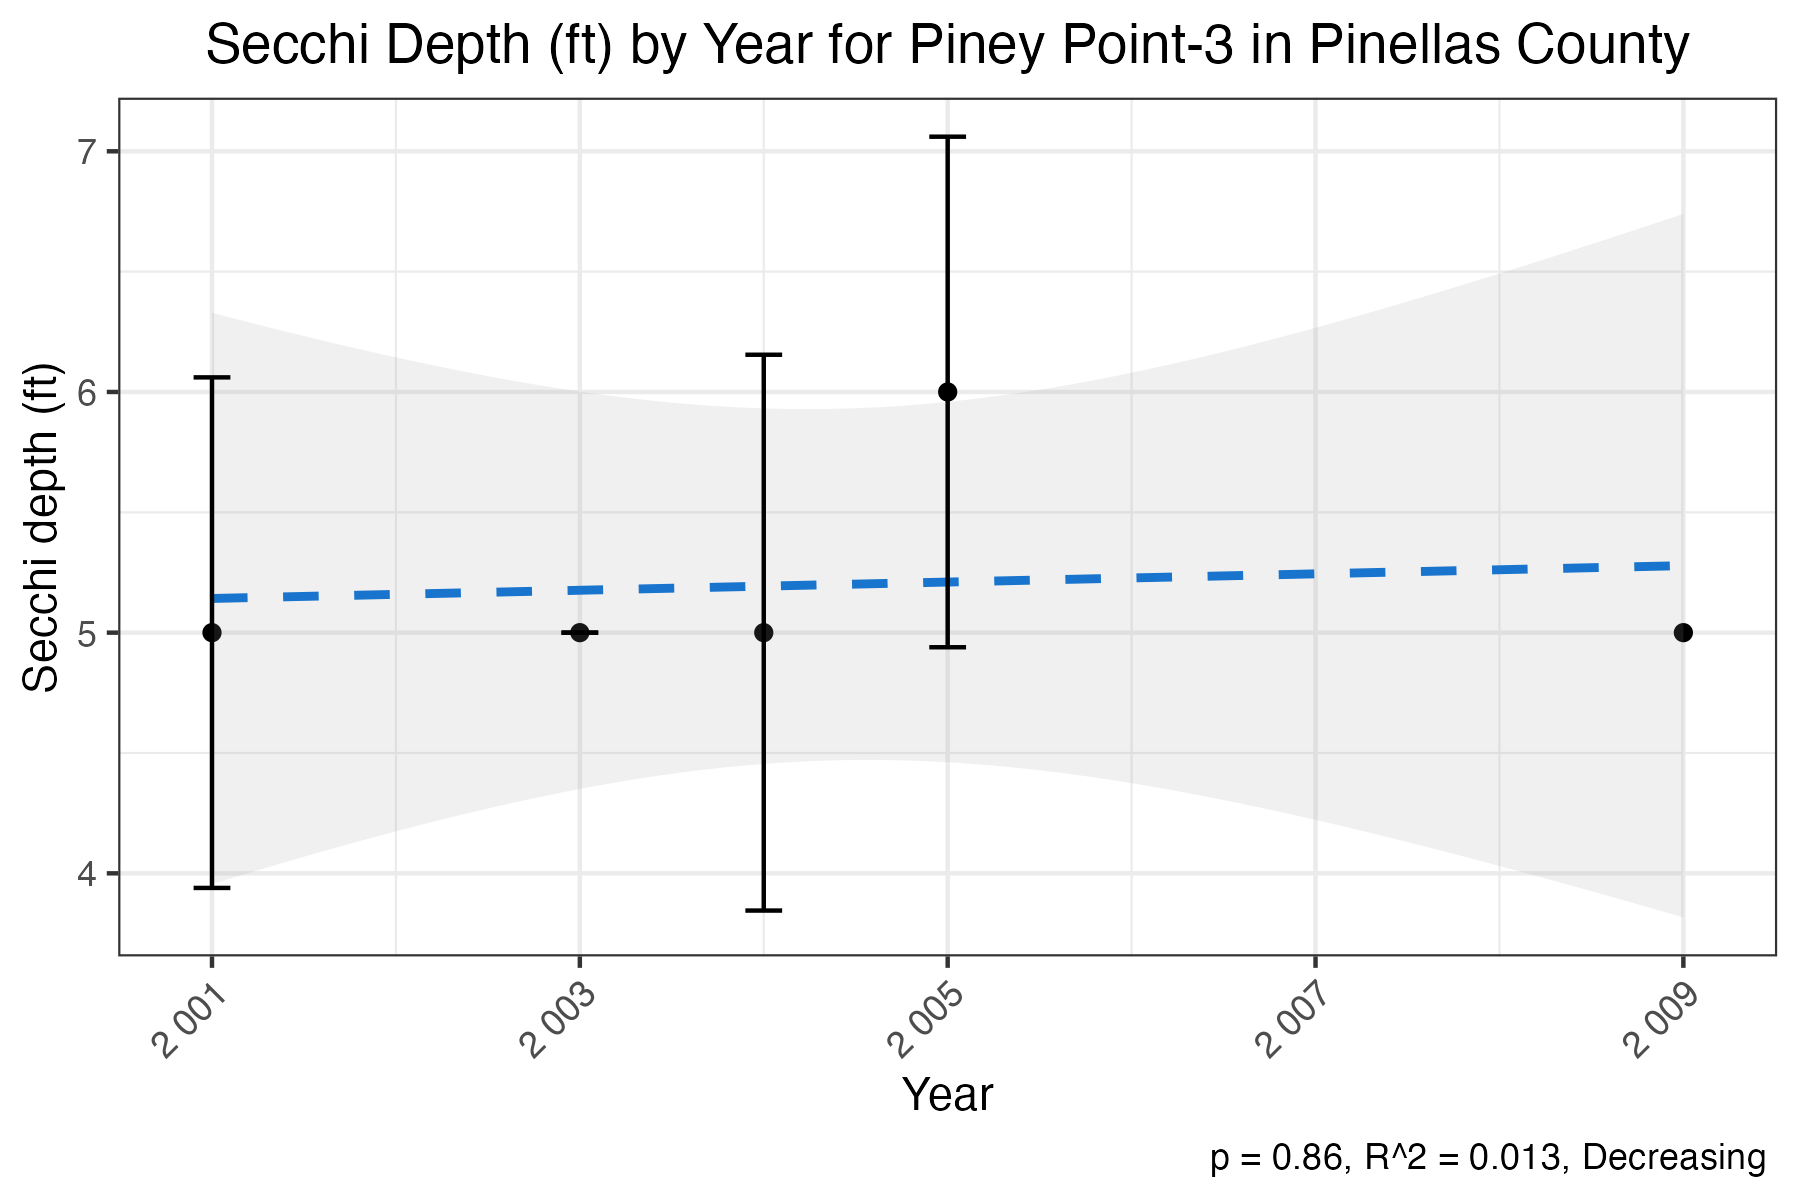 Secchi Depth (ft) by Year for Piney Point-3 in Pinellas County
Secchi depth (ft)
7
6
5
4
2 001
2 003
2 005
2 007
2 009
Year
p = 0.86, R^2 = 0.013, Decreasing